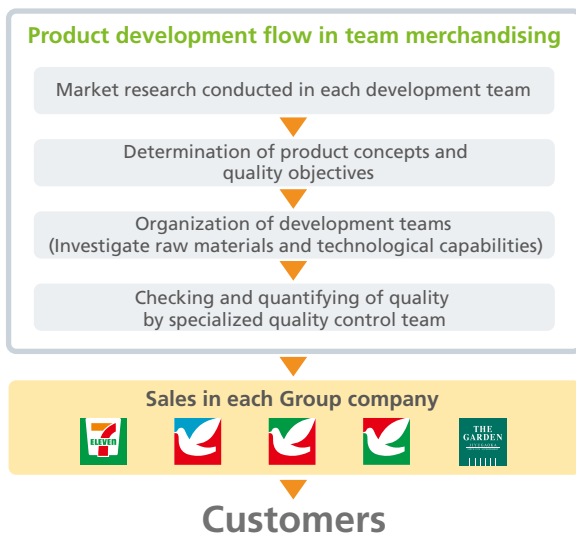 Product development flow in team merchandising
Market research conducted in each development team
Determination of product concepts and
quality objectives
Organization of development teams
(Investigate raw materials and technological capabilities)
Checking and quantifying of quality
by specialized quality control team
Sales in each Group company
7
ELEVEN
THE
GARDEN
JIYUGAOKA
Customers